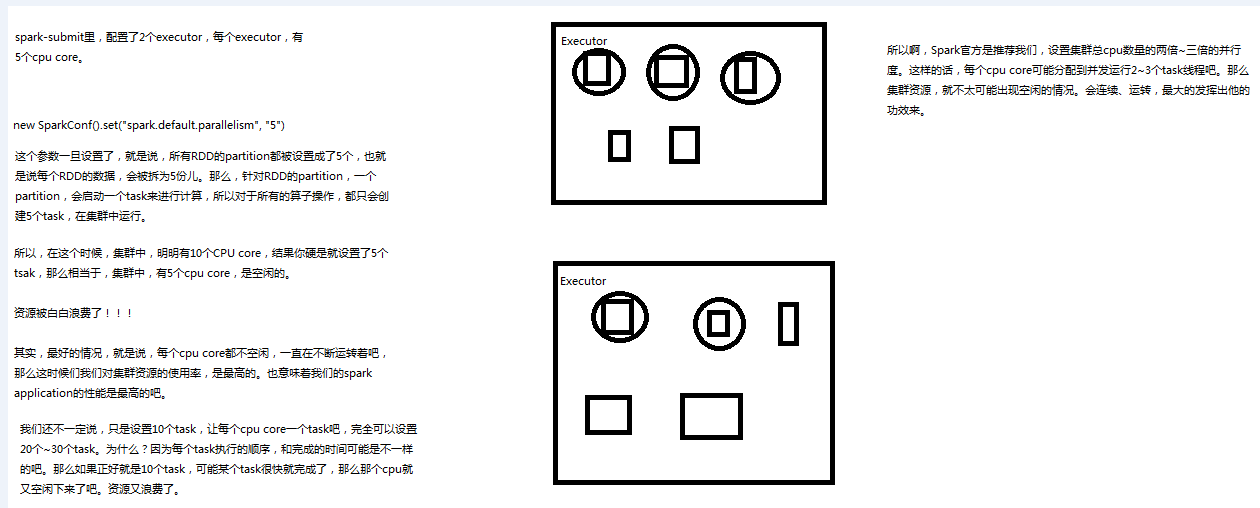 spark-submit里，配置了2个executor，每个executor，有
5个cpu core。
new SparkConf().set("spark.default.parallelism", "5")
这个参数一旦设置了，就是说，所有RDD的partition都被设置成了5个，也就
是说每个RDD的数据，会被拆为5份儿。那么，针对RDD的partition，一个
partition，会启动一个task来进行计算，所以对于所有的算子操作，都只会创
建5个task，在集群中运行。
所以，在这个时候，集群中，明明有10个CPU core，结果你硬是就设置了5个
tsak，那么相当于，集群中，有5个cpu core，是空闲的。
资源被白白浪费了！！！
其实，最好的情况，就是说，每个cpu core都不空闲，一直在不断运转着吧，
那么这时候们我们对集群资源的使用率，是最高的。也意味着我们的spark
application的性能是最高的吧。
我们还不一定说，只是设置10个task，让每个cpu core一个task吧，完全可以设置
20个~30个task。为什么？因为每个task执行的顺序，和完成的时间可能是不一样
的吧。那么如果正好就是10个task，可能某个task很快就完成了，那么那个cpu就
又空闲下来了吧。资源又浪费了。
Executor
Executor
所以啊，Spark官方是推荐我们，设置集群总cpu数量的两倍~三倍的并行
度。这样的话，每个cpu core可能分配到并发运行2~3个task线程吧。那么
集群资源，就不太可能出现空闲的情况。会连续、运转，最大的发挥出他的
功效来。